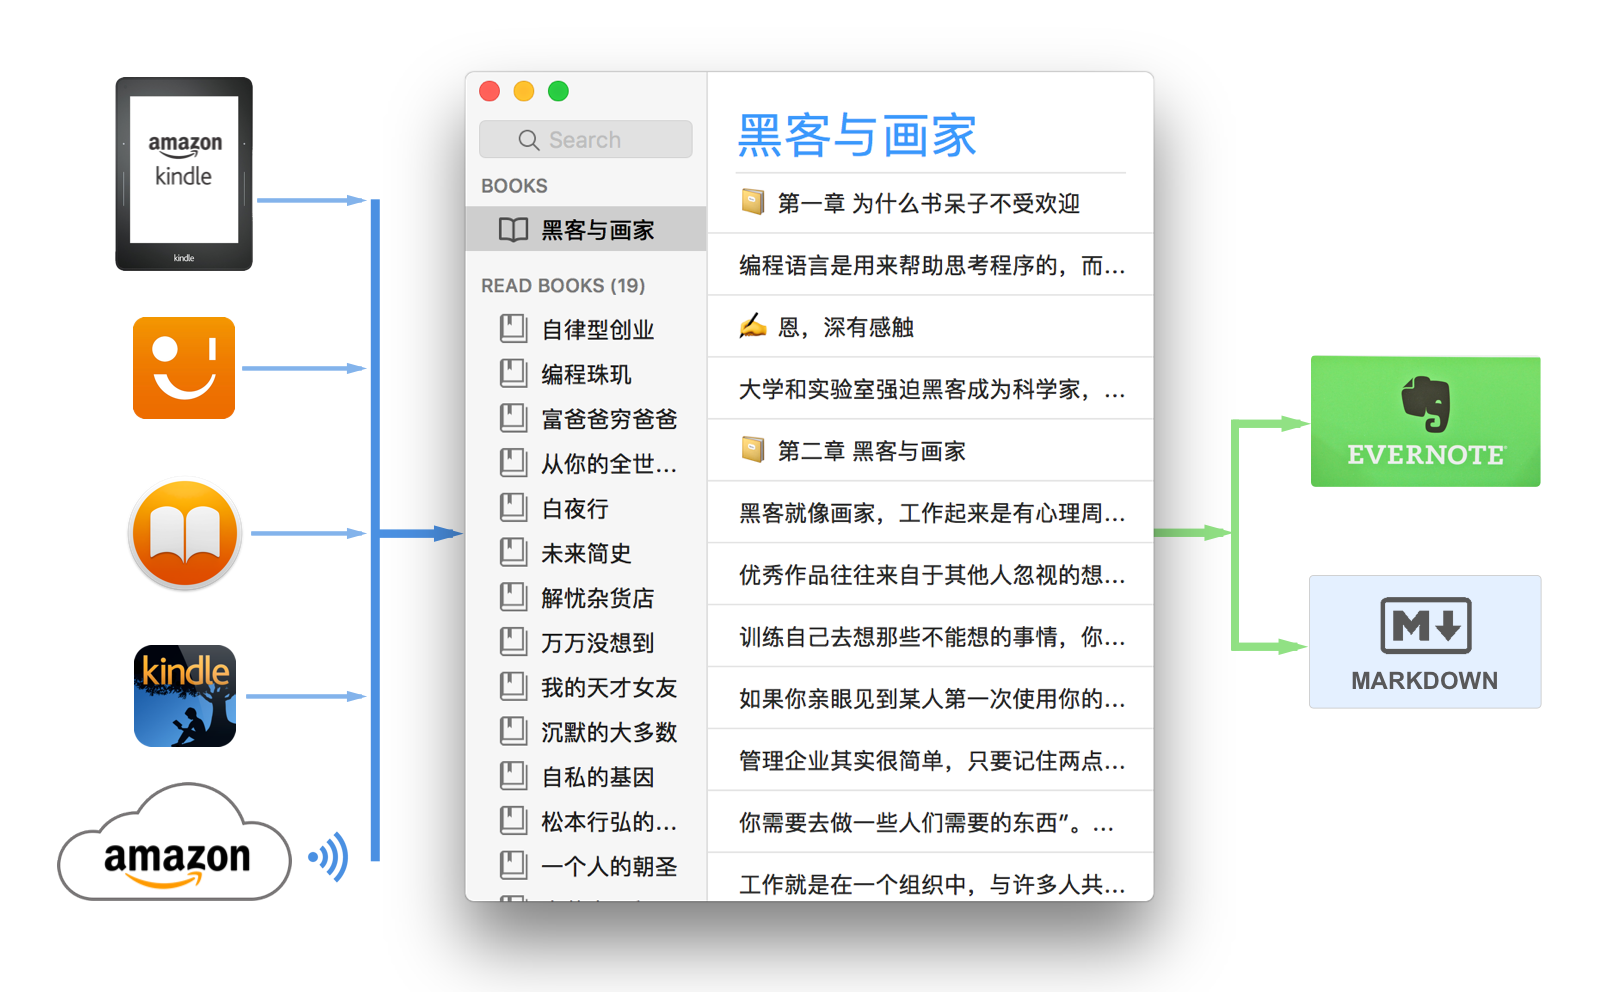 amazon
kindle
kindle
kindle
amazon
Search
BOOKS
黑客与画家
READ BOOKS (19)
自律型创业
编程珠玑
富爸爸穷爸爸
从你的全世…
白夜行
未来简史
解忧杂货店
万万没想到
我的天才女友
沉默的大多数
自私的基因
松本行弘的…
一个人的朝圣
黑客与画家
第一章 为什么书呆子不受欢迎
编程语言是用来帮助思考程序的，而…
恩，深有感触
大学和实验室强迫黑客成为科学家，…
第二章 黑客与画家
黑客就像画家，工作起来是有心理周…
优秀作品往往来自于其他人忽视的想…
训练自己去想那些不能想的事情，你…
如果你亲眼见到某人第一次使用你的…
管理企业其实很简单，只要记住两点…
你需要去做一些人们需要的东西”。…
工作就是在一个组织中，与许多人共…
EVERNOTE
M
MARKDOWN